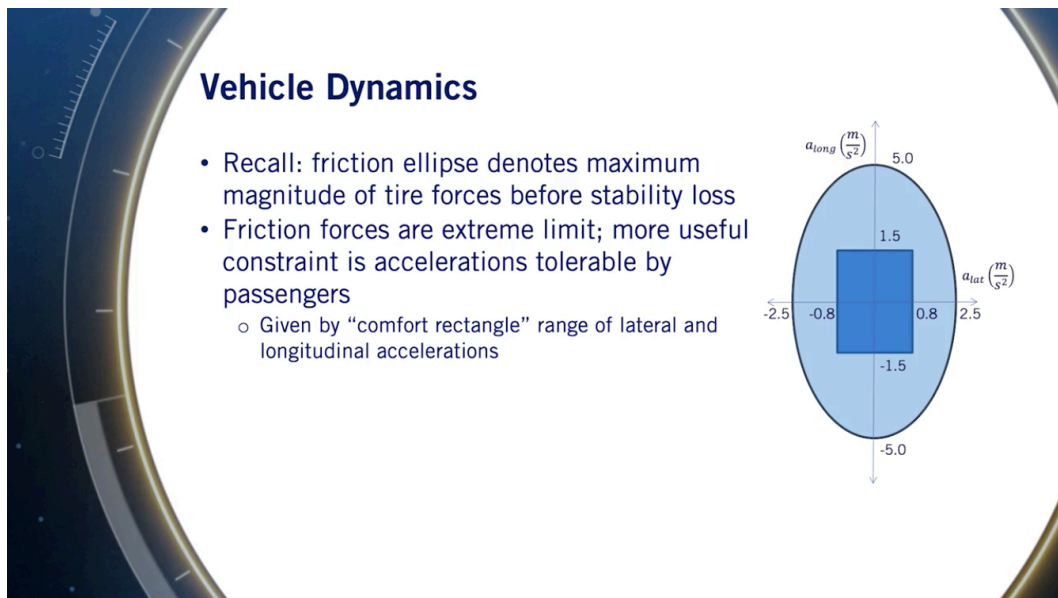 Vehicle Dynamics
• Recall: friction ellipse denotes maximum
magnitude of tire forces before stability loss
• Friction forces are extreme limit; more useful
constraint is accelerations tolerable by
passengers
○ Given by “comfort rectangle” range of lateral and
longitudinal accelerations
a_long (m/s²)
5.0
1.5
a_lat (m/s²)
-2.5 -0.8 0.8 2.5
-1.5
-5.0